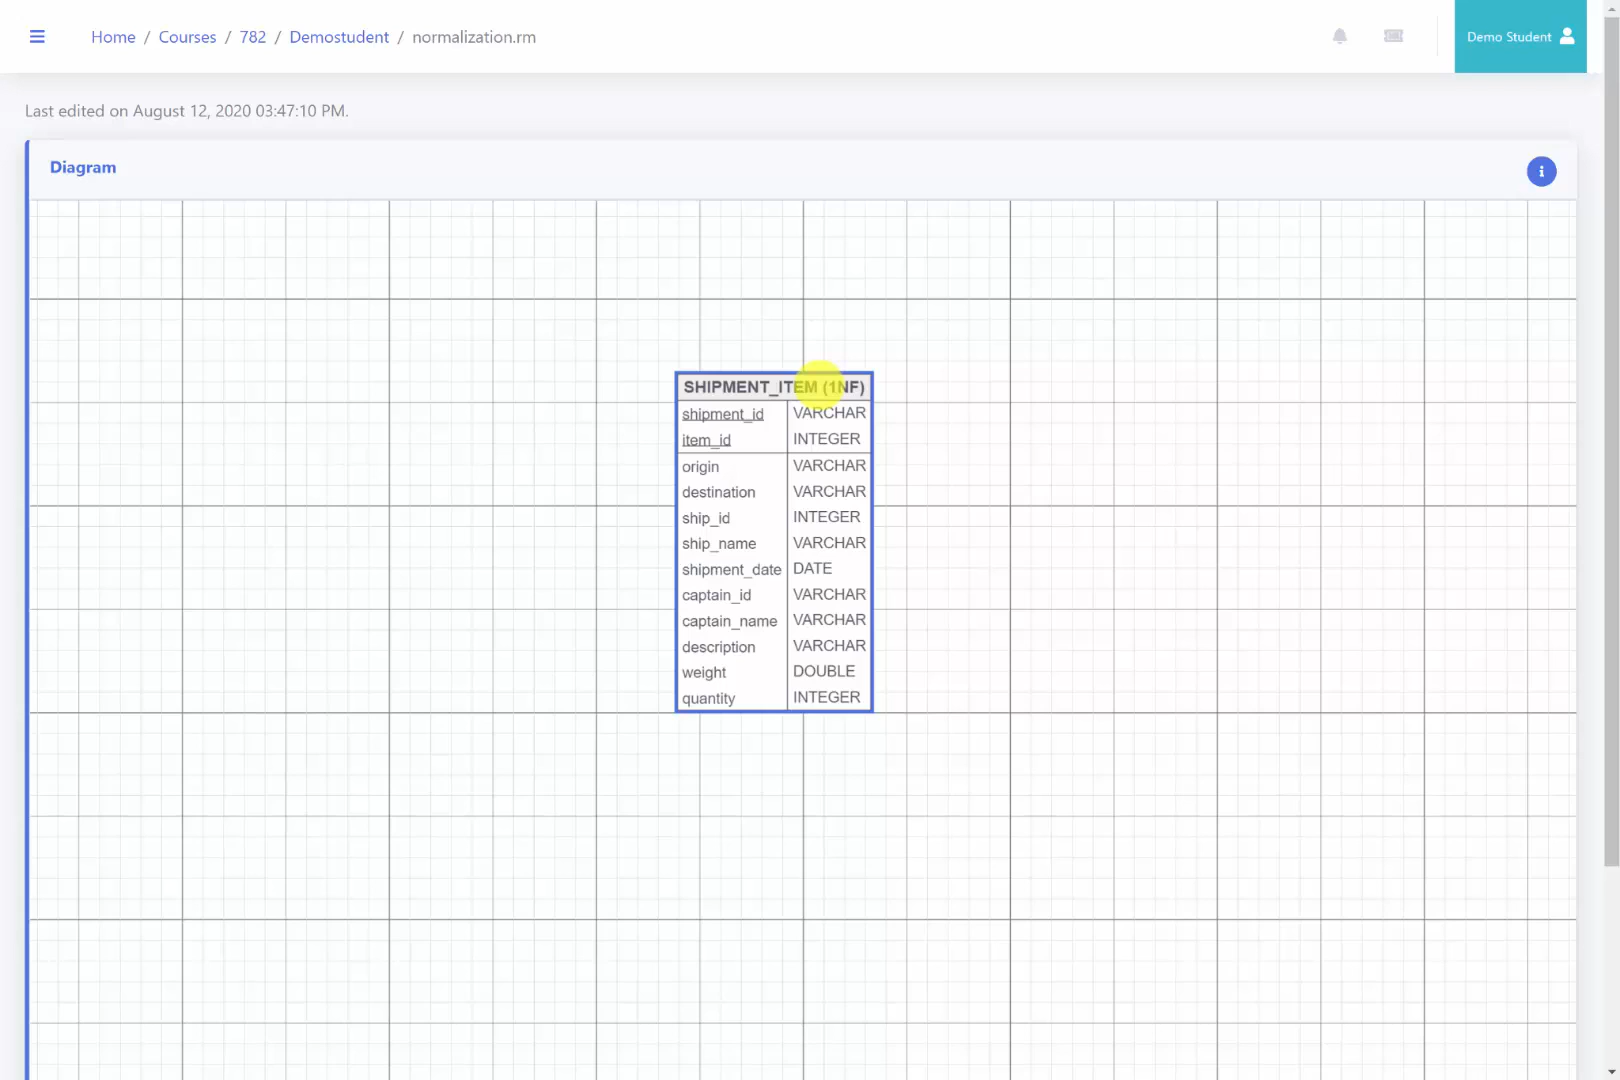 Home / Courses / 782 / Demostudent / normalization.rm
Demo Student
Last edited on August 12, 2020 03:47:10 PM.
Diagram
i
SHIPMENT_ITEM (1NF)
shipment_id VARCHAR
item_id INTEGER
origin VARCHAR
destination VARCHAR
ship_id INTEGER
ship_name VARCHAR
shipment_date DATE
captain_id VARCHAR
captain_name VARCHAR
description VARCHAR
weight DOUBLE
quantity INTEGER